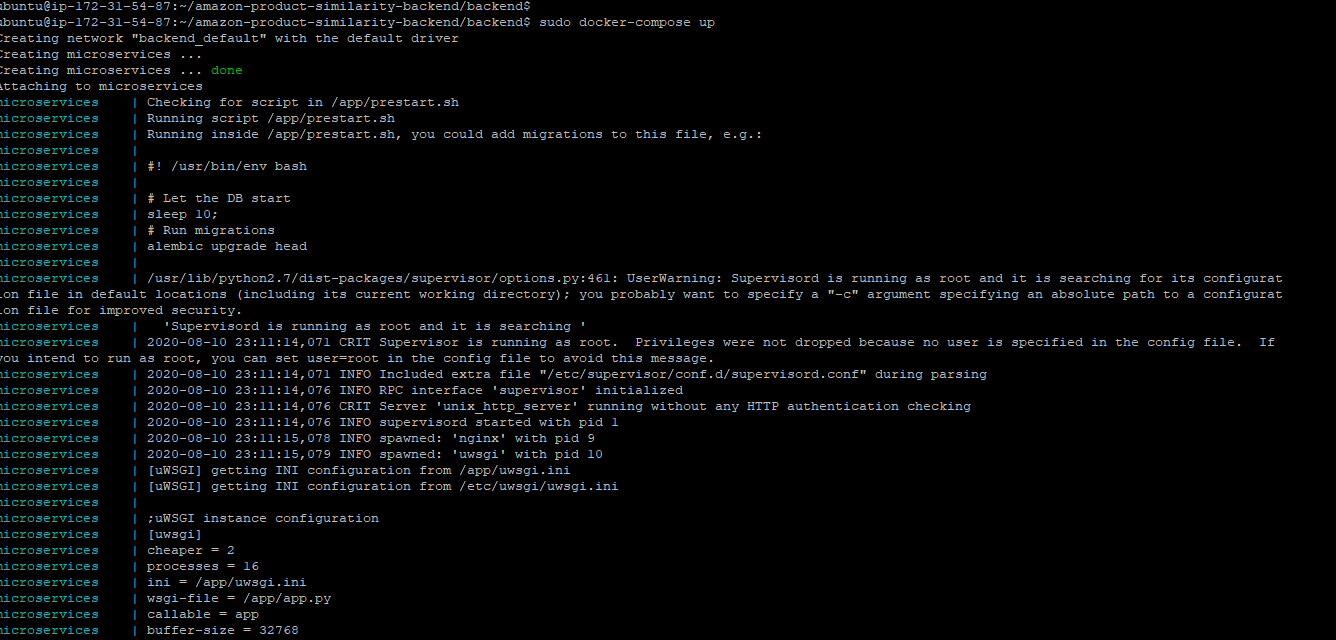 ubuntu@ip-172-31-54-87:~/amazon-product-similarity-backend/backend$
ubuntu@ip-172-31-54-87:~/amazon-product-similarity-backend/backend$ sudo docker-compose up
Creating network "backend_default" with the default driver
Creating microservices ...
Creating microservices ... done
Attaching to microservices
microservices    | Checking for script in /app/prestart.sh
microservices    | Running script /app/prestart.sh
microservices    | Running inside /app/prestart.sh, you could add migrations to this file, e.g.:
microservices    |
microservices    | #! /usr/bin/env bash
microservices    |
microservices    | # Let the DB start
microservices    | sleep 10;
microservices    | # Run migrations
microservices    | alembic upgrade head
microservices    |
microservices    | /usr/lib/python2.7/dist-packages/supervisor/options.py:461: UserWarning: Supervisord is running as root and it is searching for its configurat
ion file in default locations (including its current working directory); you probably want to specify a "-c" argument specifying an absolute path to a configurat
ion file for improved security.
microservices    |   'Supervisord is running as root and it is searching '
microservices    | 2020-08-10 23:11:14,071 CRIT Supervisor is running as root.  Privileges were not dropped because no user is specified in the config file.  If
you intend to run as root, you can set user=root in the config file to avoid this message.
microservices    | 2020-08-10 23:11:14,071 INFO Included extra file "/etc/supervisor/conf.d/supervisord.conf" during parsing
microservices    | 2020-08-10 23:11:14,076 INFO RPC interface 'supervisor' initialized
microservices    | 2020-08-10 23:11:14,076 CRIT Server 'unix_http_server' running without any HTTP authentication checking
microservices    | 2020-08-10 23:11:14,076 INFO supervisord started with pid 1
microservices    | 2020-08-10 23:11:15,078 INFO spawned: 'nginx' with pid 9
microservices    | 2020-08-10 23:11:15,079 INFO spawned: 'uwsgi' with pid 10
microservices    | [uWSGI] getting INI configuration from /app/uwsgi.ini
microservices    | [uWSGI] getting INI configuration from /etc/uwsgi/uwsgi.ini
microservices    |
microservices    | ;uWSGI instance configuration
microservices    | [uwsgi]
microservices    | cheaper = 2
microservices    | processes = 16
microservices    | ini = /app/uwsgi.ini
microservices    | wsgi-file = /app/app.py
microservices    | callable = app
microservices    | buffer-size = 32768